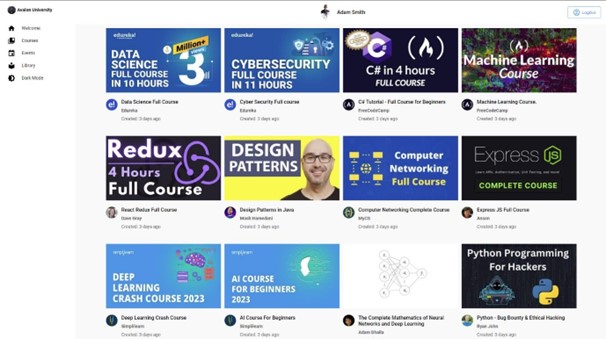 Avalon University
Adam Smith
LogOut
Welcome
Courses
Events
Library
Dark Mode
edureka!
DATA SCIENCE
FULL COURSE
IN 10 HOURS
Million+
3
Data Science Full Course
Edureka
Created: 3 days ago
edureka!
CYBERSECURITY
FULL COURSE
IN 11 HOURS
Cyber Security Full course
Edureka
Created: 3 days ago
C#
C# in 4 hours
FULL COURSE
C# Tutorial - Full Course for Beginners
FreeCodeCamp
Created: 3 days ago
Machine Learning
Course
Machine Learning Course.
FreeCodeCamp
Created: 3 days ago
Redux
4 Hours
Full Course
React Redux Full Course
Dave Gray
Created: 3 days ago
DESIGN
PATTERNS
Design Patterns in Java
Mosh Hamedani
Created: 3 days ago
Computer
Networking
Full Course
Computer Networking Complete Course
Created: 3 days ago
Express JS
COMPLETE COURSE
Express JS Full Course
Created: 3 days ago
simplilearn
DEEP
LEARNING
CRASH COURSE 2023
Deep Learning Crash Course
Simplilearn
Created: 3 days ago
simplilearn
AI COURSE
FOR BEGINNERS
2023
AI Course For Beginners
Simplilearn
Created: 3 days ago
The Complete Mathematics of Neural
Networks and Deep Learning
Adam Dhalla
Python Programming
For Hackers
Python - Bug Bounty & Ethical Hacking
Ryan John
Created: 3 days ago